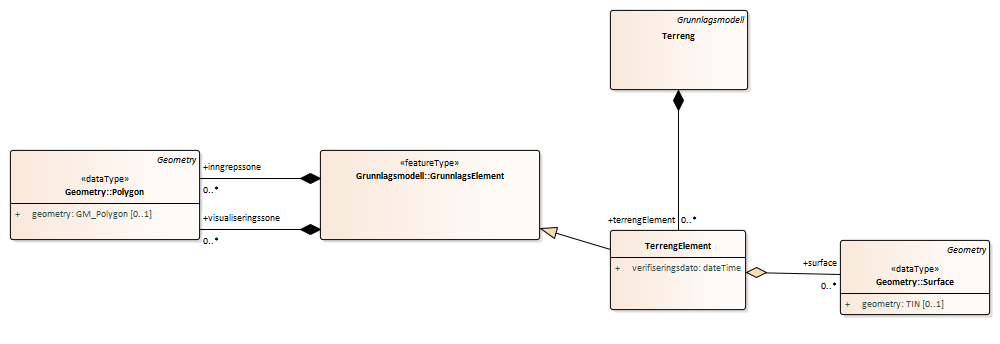 Grunnlagsmodell
Terreng
Geometry
«dataType»
Geometry::Polygon
+ geometry: GM_Polygon [0..1]
+inngrepssone
0..*
+visualiseringssone
0..*
«featureType»
Grunnlagsmodell::GrunnlagsElement
+terrengElement 0..*
TerrengElement
+ verifiseringsdato: dateTime
+surface
0..*
Geometry
«dataType»
Geometry::Surface
+ geometry: TIN [0..1]